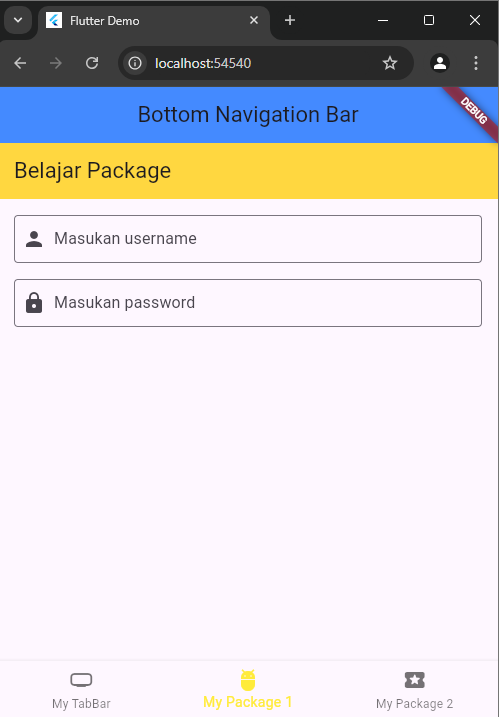 Flutter Demo
localhost:54540
Bottom Navigation Bar
DEBUG
Belajar Package
Masukan username
Masukan password
My TabBar
My Package 1
My Package 2